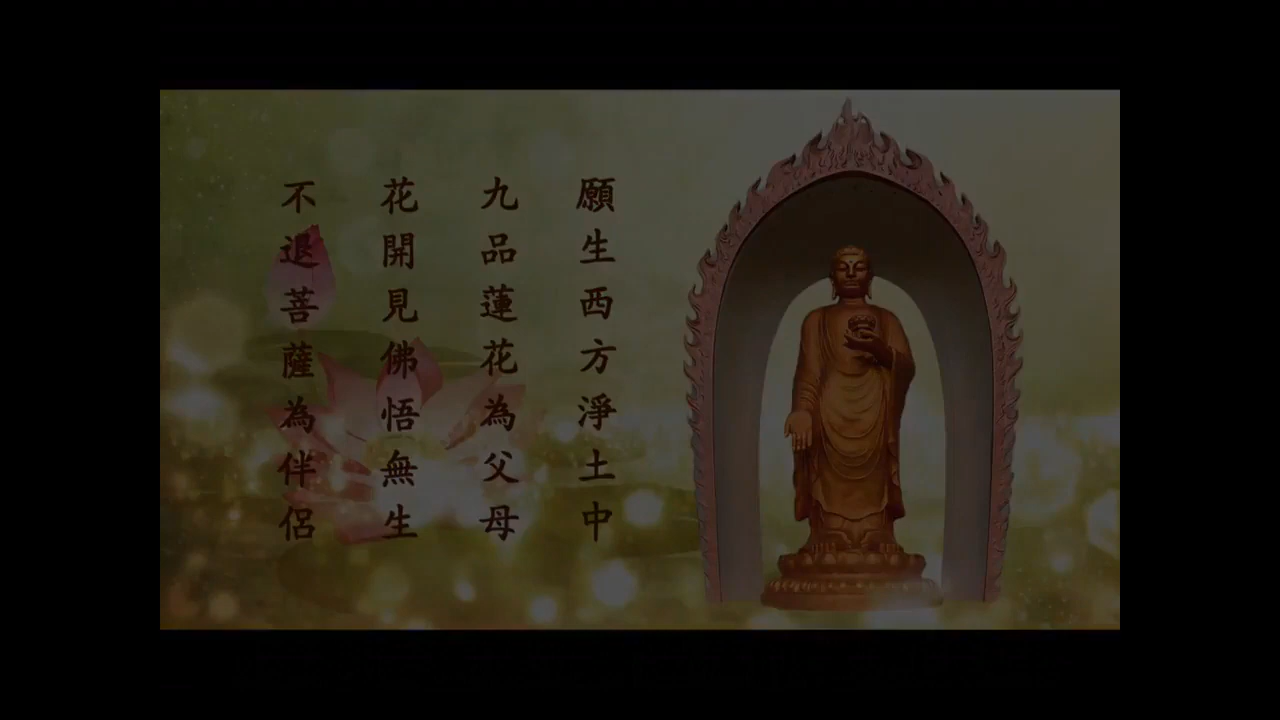 願生西方淨土中
九品蓮花為父母
花開見佛悟無生
不退菩薩為伴侶